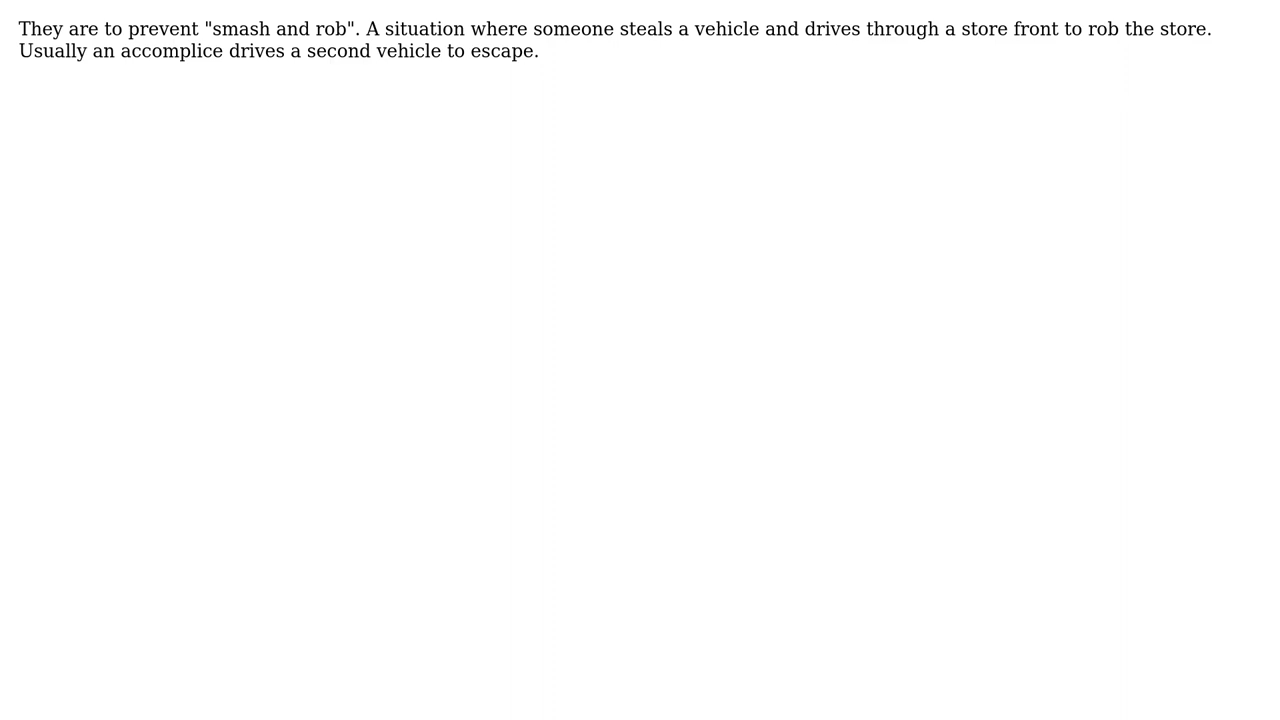 They are to prevent "smash and rob". A situation where someone steals a vehicle and drives through a store front to rob the store.
Usually an accomplice drives a second vehicle to escape.